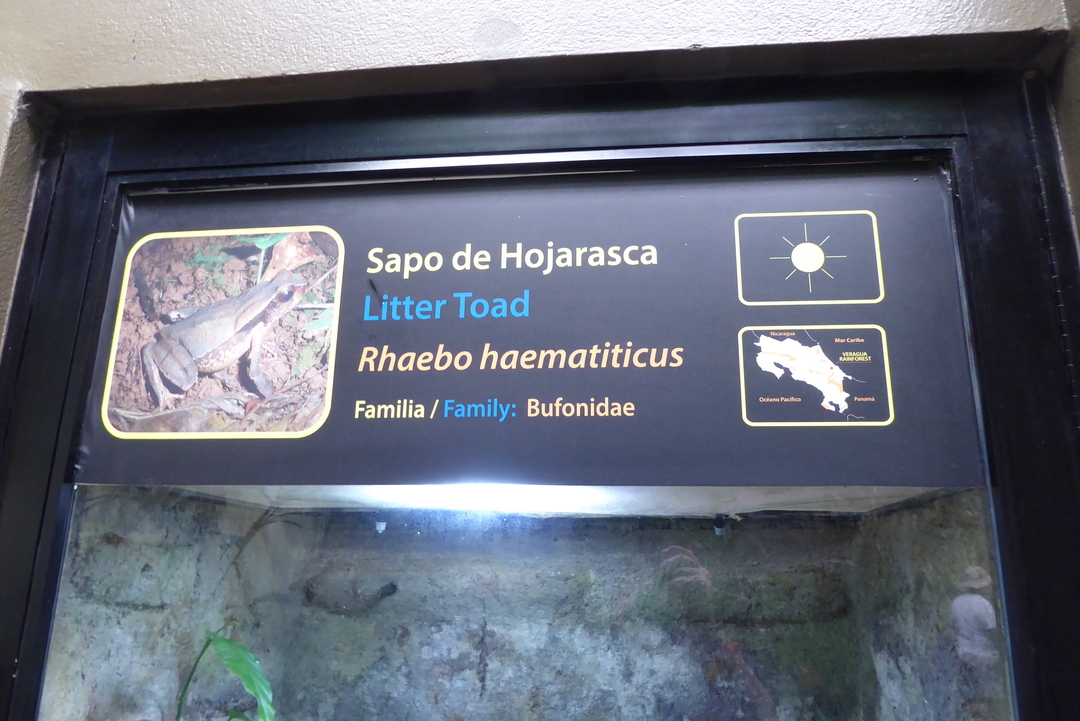 Sapo de Hojarasca
Litter Toad
Rhaebo haematiticus
Familia / Family: Bufonidae
Nicaragua
Mar Caribe
VERAGUA
RAINFOREST
Océano Pacífico
Panamá